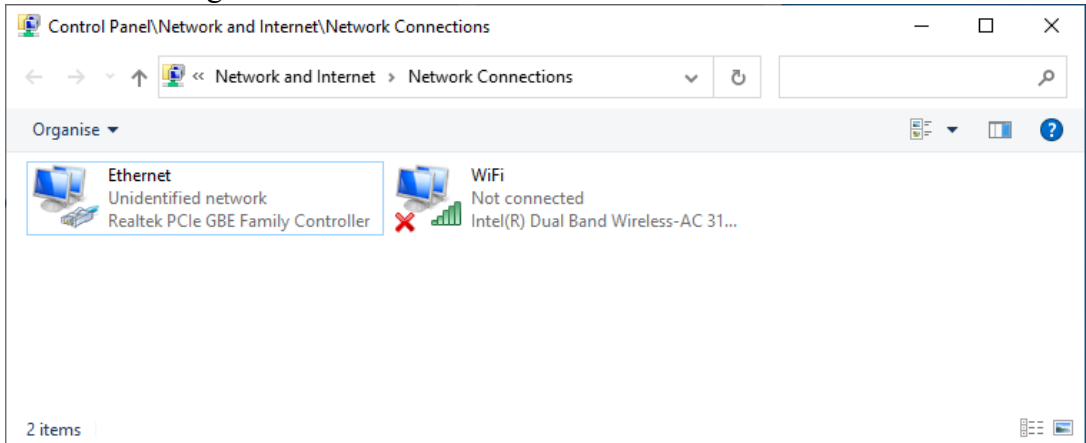 Control Panel\Network and Internet\Network Connections
« Network and Internet › Network Connections
Organise
Ethernet
Unidentified network
Realtek PCIe GBE Family Controller
WiFi
Not connected
Intel(R) Dual Band Wireless-AC 31...
2 items